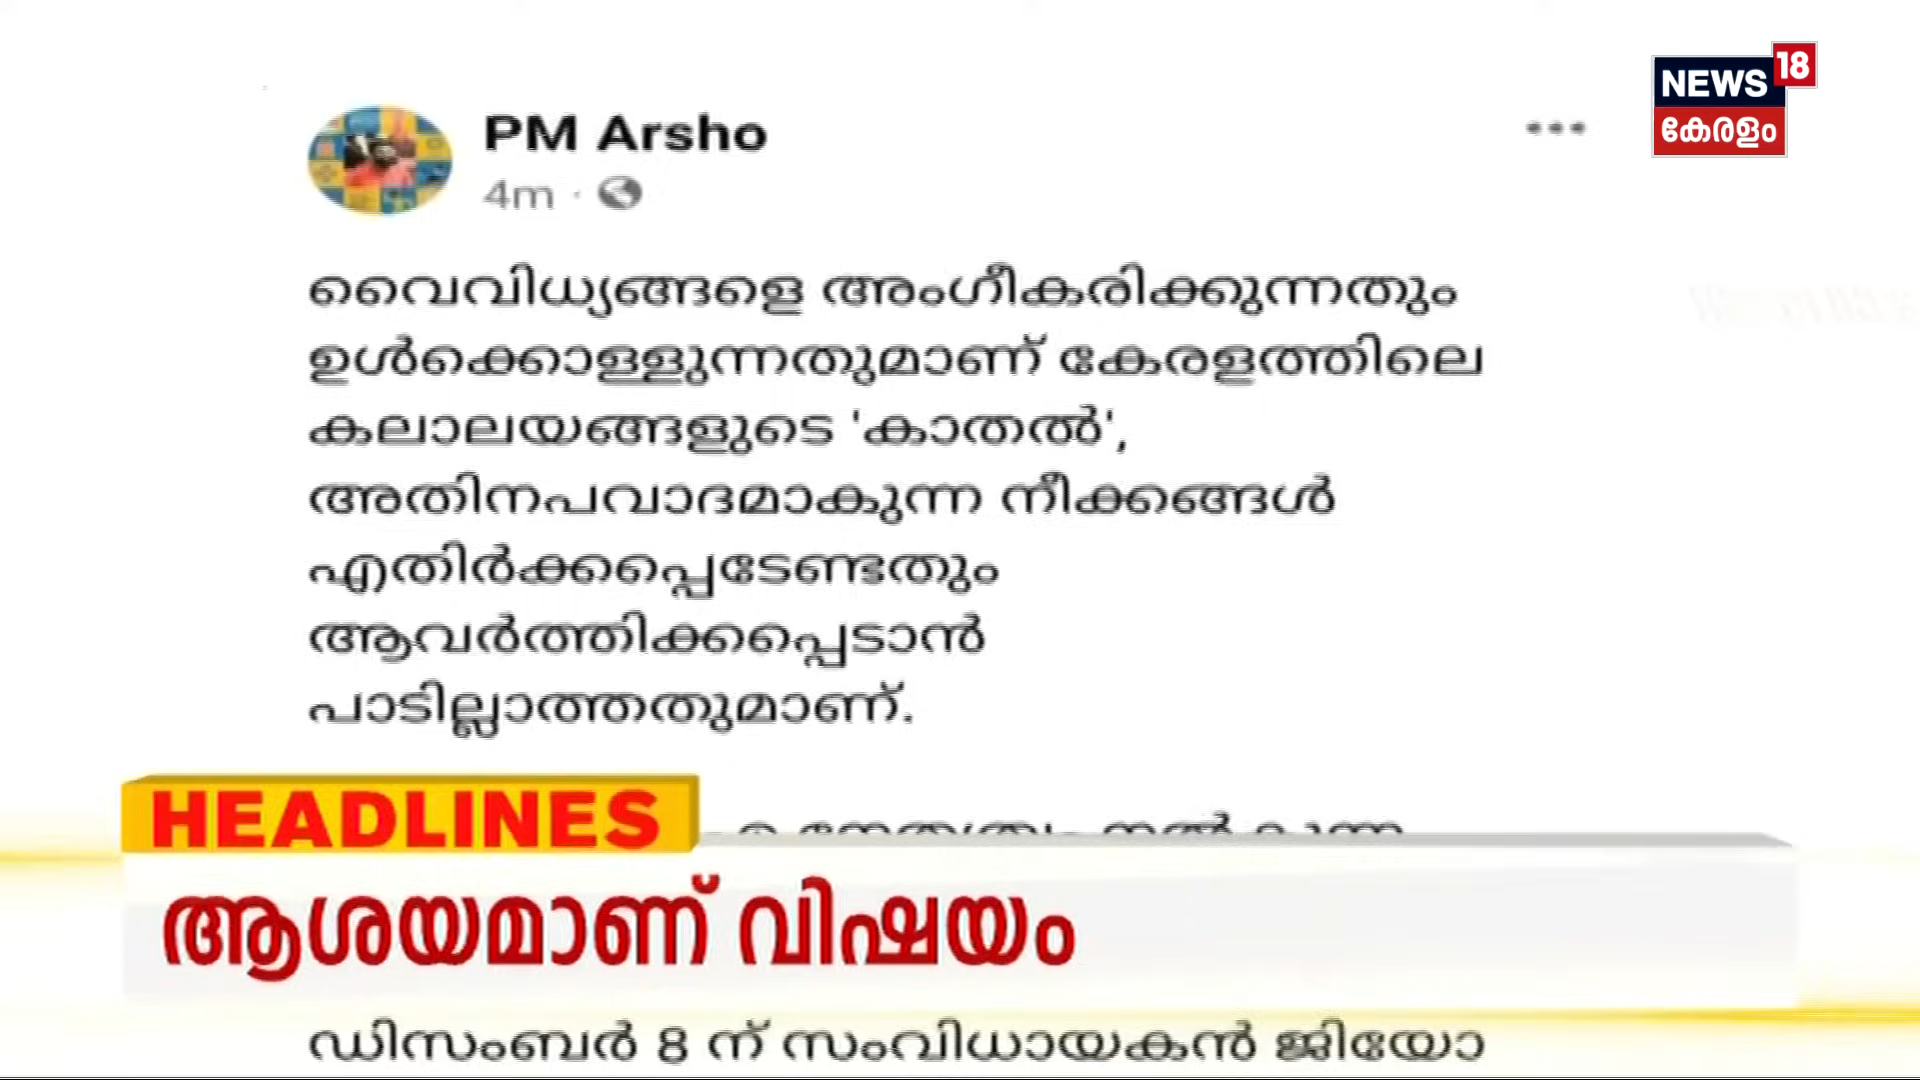 NEWS 18
കേരളം
PM Arsho
4m
വൈവിധ്യങ്ങളെ അംഗീകരിക്കുന്നതും
ഉൾക്കൊള്ളുന്നതുമാണ് കേരളത്തിലെ
കലാലയങ്ങളുടെ 'കാതൽ',
അതിനപവാദമാകുന്ന നീക്കങ്ങൾ
എതിർക്കപ്പെടേണ്ടതും
ആവർത്തിക്കപ്പെടാൻ
പാടില്ലാത്തതുമാണ്.
HEADLINES
ആശയമാണ് വിഷയം
ഡിസംബർ 8 ന് സംവിധായകൻ ജിയോ